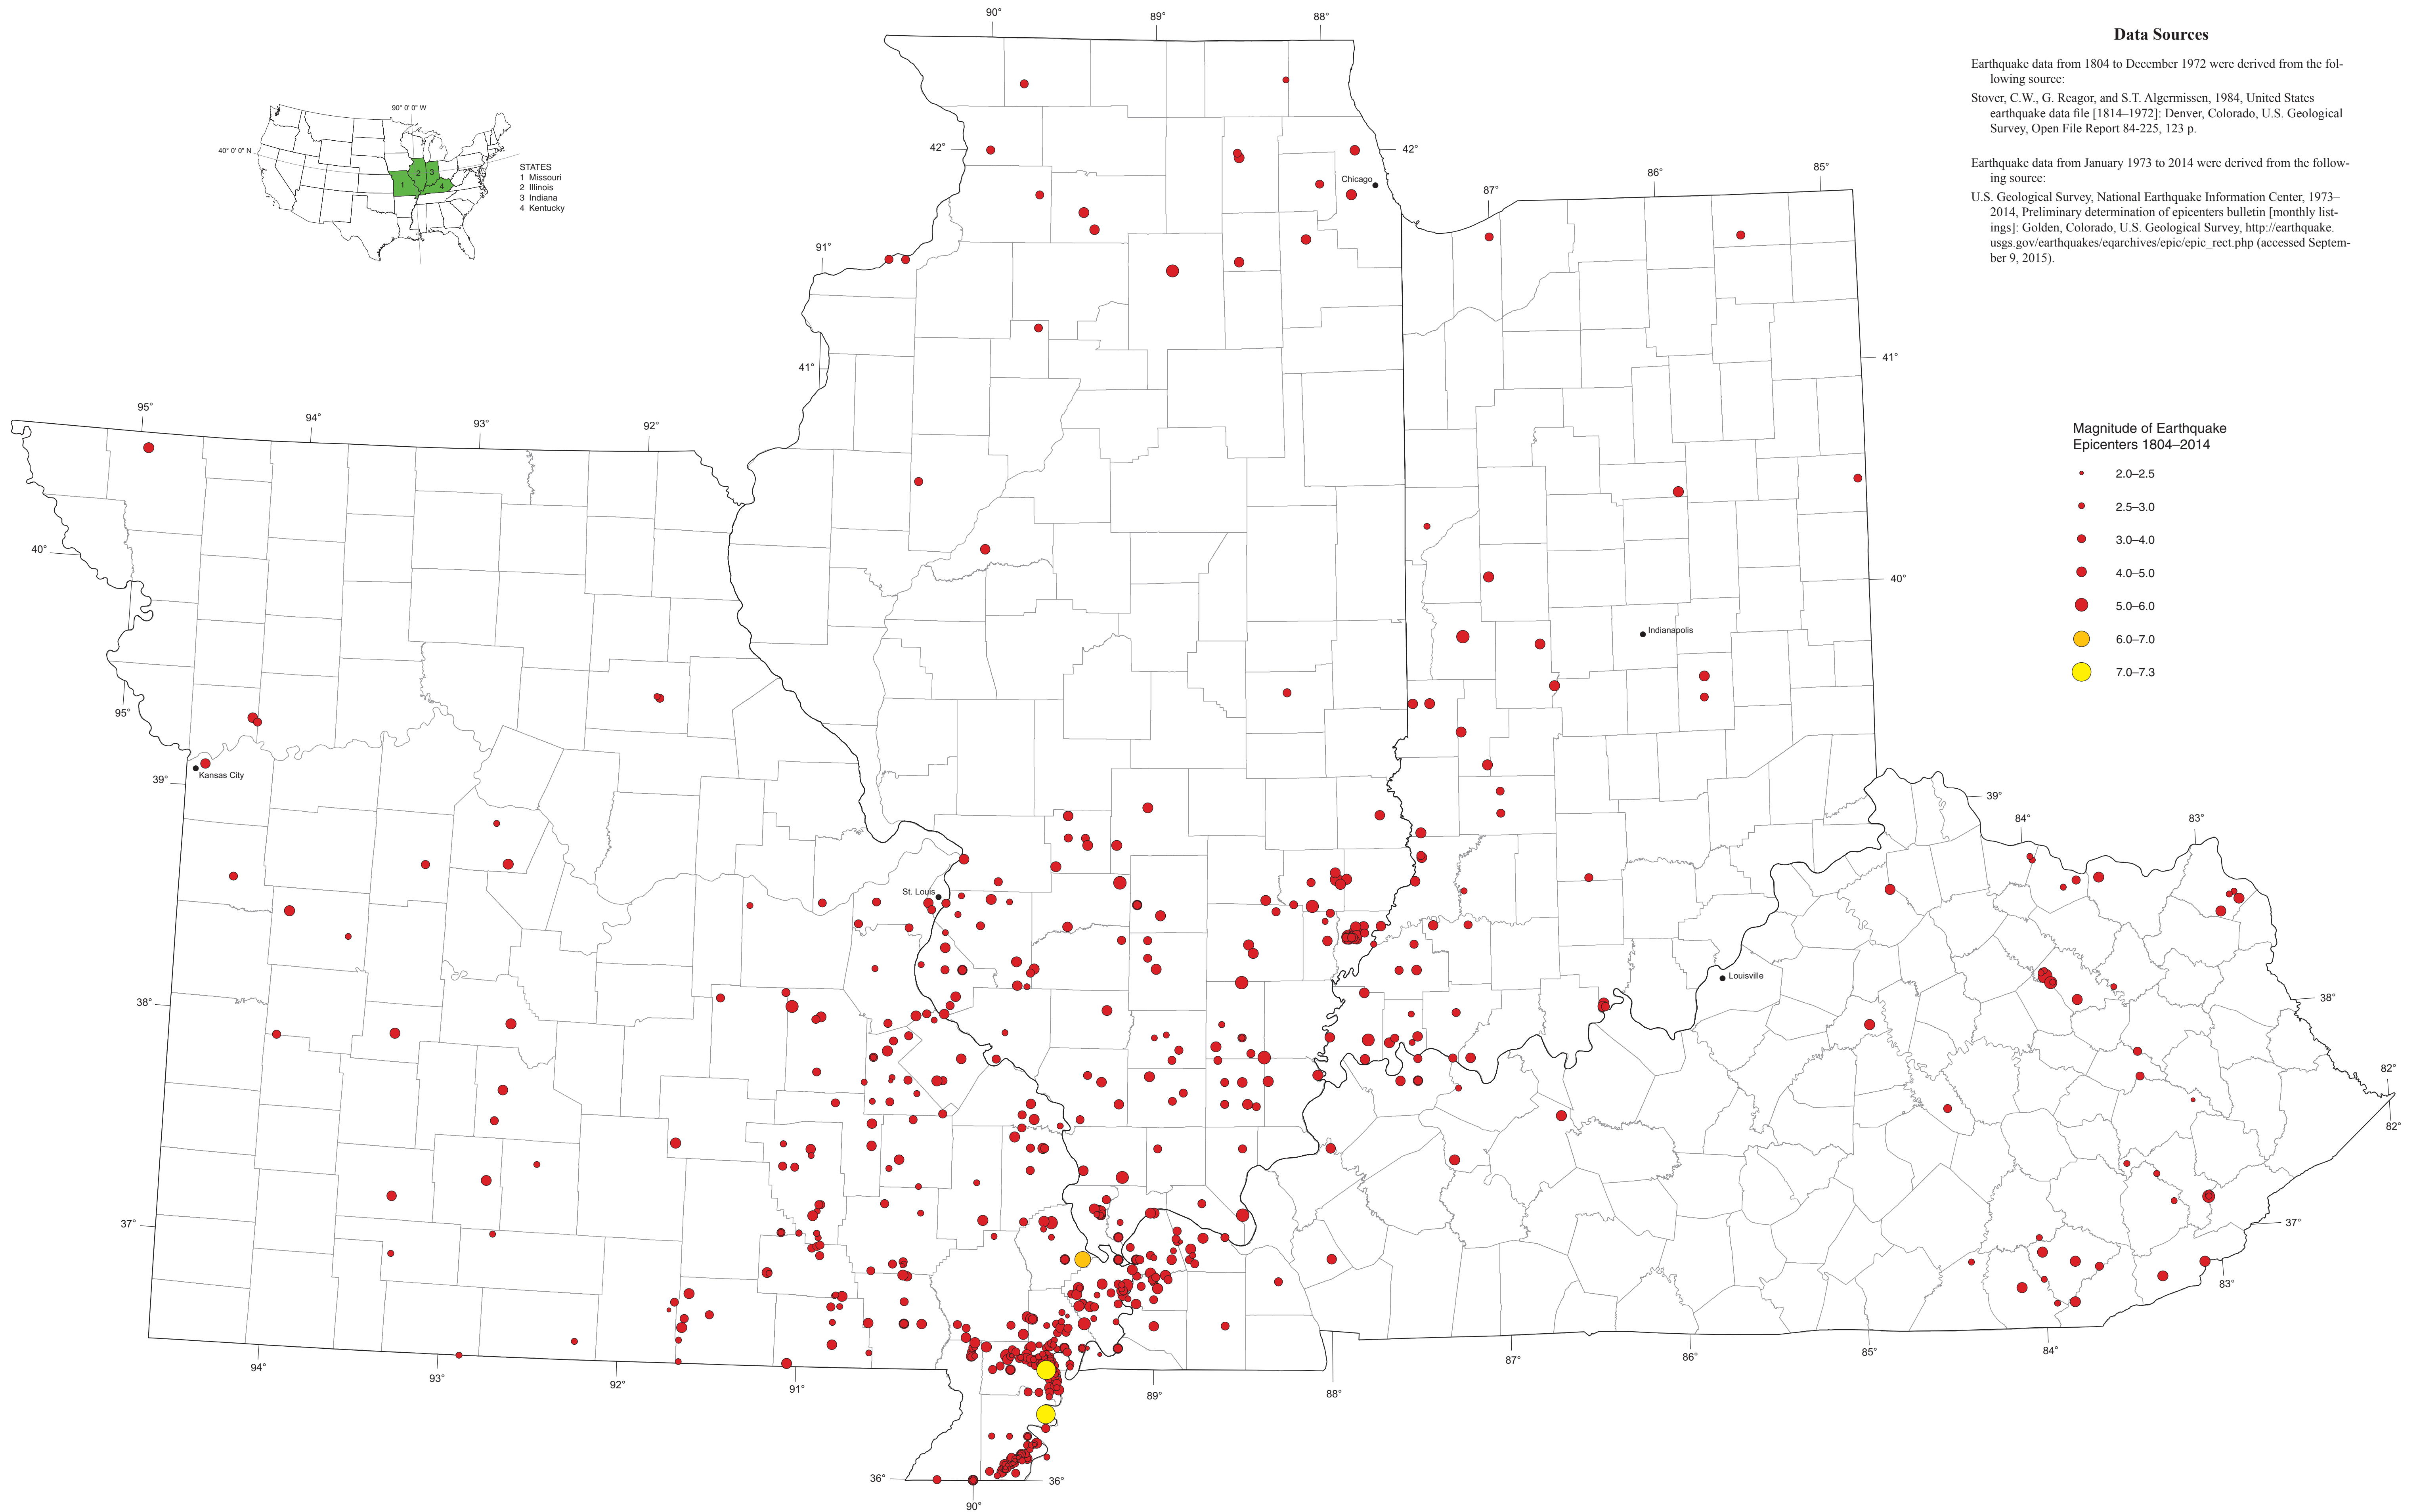 90°
89°
88°
Data Sources
Earthquake data from 1804 to December 1972 were derived from the fol-
lowing source:
Stover, C.W., G. Reagor, and S.T. Algermissen, 1984, United States
earthquake data file [1814–1972]: Denver, Colorado, U.S. Geological
Survey, Open File Report 84-225, 123 p.
Earthquake data from January 1973 to 2014 were derived from the follow-
ing source:
U.S. Geological Survey, National Earthquake Information Center, 1973–
2014, Preliminary determination of epicenters bulletin [monthly list-
ings]: Golden, Colorado, U.S. Geological Survey, http://earthquake.
usgs.gov/earthquakes/eqarchives/epic/epic_rect.php (accessed Septem-
ber 9, 2015).
90° 0' 0" W
40° 0' 0" N
1
2
3
4
STATES
1 Missouri
2 Illinois
3 Indiana
4 Kentucky
42°
42°
Chicago
87°
86°
85°
91°
41°
41°
95°
94°
93°
92°
Magnitude of Earthquake
Epicenters 1804–2014
2.0–2.5
2.5–3.0
3.0–4.0
4.0–5.0
5.0–6.0
6.0–7.0
7.0–7.3
40°
40°
Indianapolis
95°
39°
Kansas City
39°
84°
83°
St. Louis
Louisville
38°
38°
82°
82°
37°
37°
83°
94°
93°
92°
91°
89°
88°
87°
86°
85°
84°
36°
36°
90°